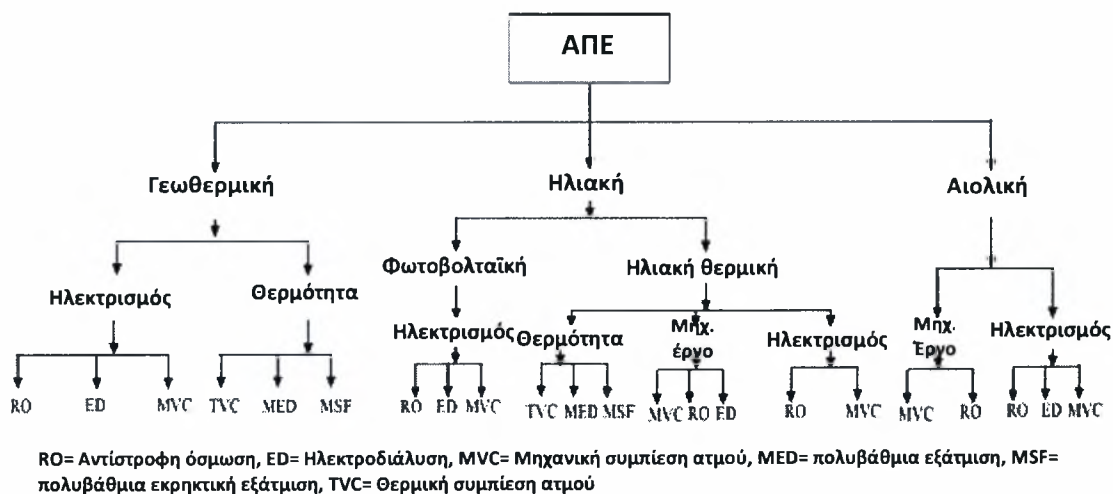 ΑΠΕ
Γεωθερμική Ηλιακή Αιολική
Φωτοβολταϊκή Ηλιακή θερμική
Ηλεκτρισμός Θερμότητα
Ηλεκτρισμός Θερμότητα Μηχ. έργο Ηλεκτρισμός Μηχ. Έργο Ηλεκτρισμός
RO ED MVC TVC MED MSF RO ED MVC TVC MED MSF MVC RO ED RO MVC MVC RO RO ED MVC
RO= Αντίστροφη όσμωση, ED= Ηλεκτροδιάλυση, MVC= Μηχανική συμπίεση ατμού, MED= πολυβάθμια εξάτμιση, MSF=
πολυβάθμια εκρηκτική εξάτμιση, TVC= Θερμική συμπίεση ατμού